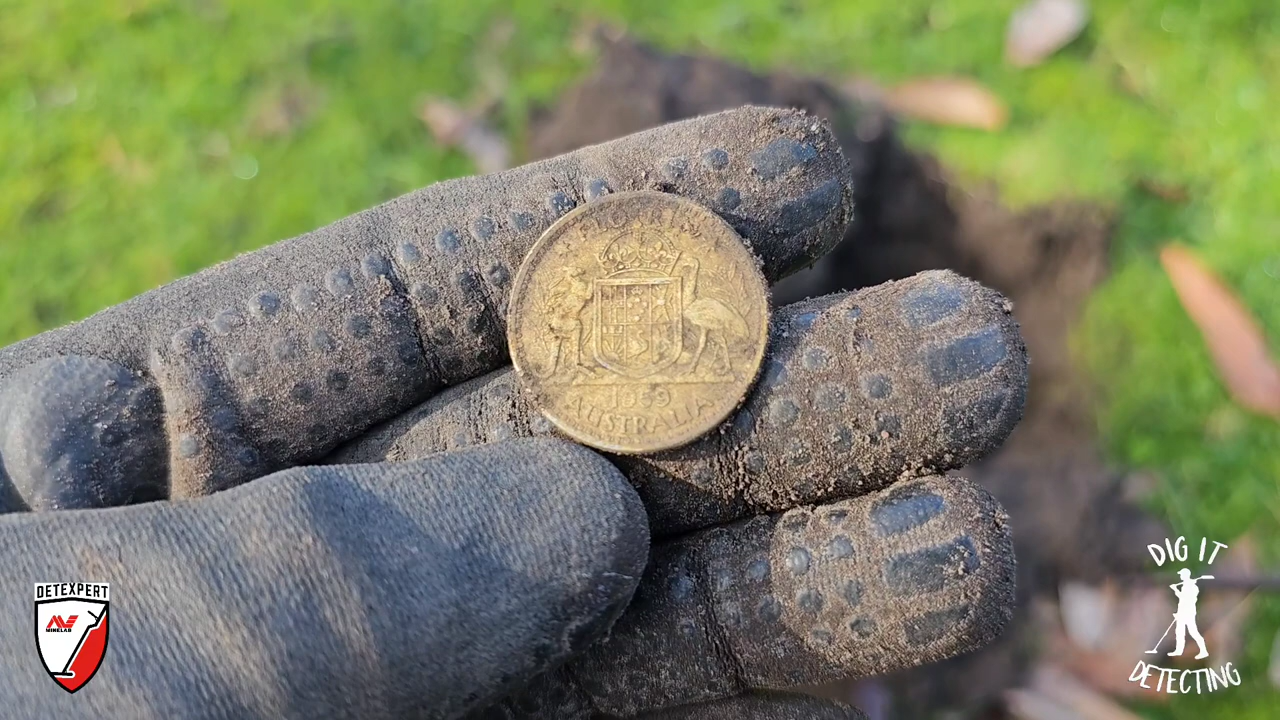 1959
AUSTRALIA
DETEXPERT
MINELAB
DIG IT
DETECTING